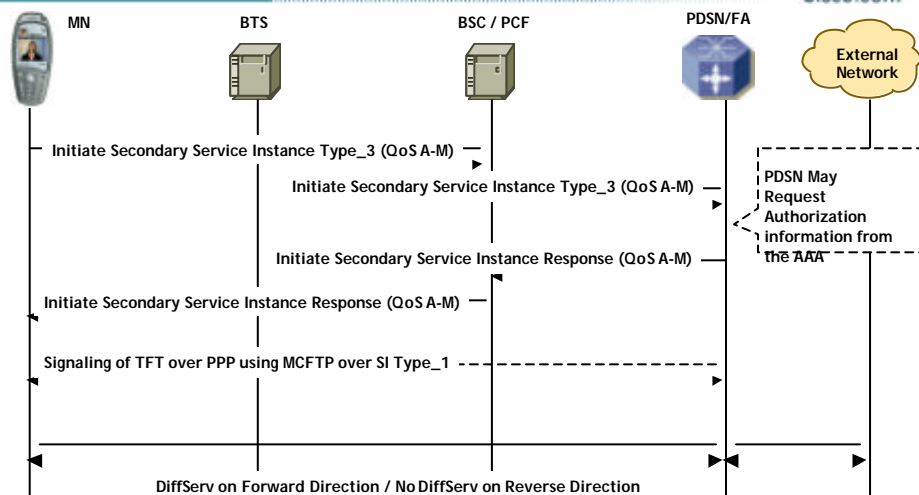 MN
BTS
BSC / PCF
PDSN/FA
External
Network
Initiate Secondary Service Instance Type_3 (QoS A-M)
Initiate Secondary Service Instance Type_3 (QoS A-M)
PDSN May
Request
Authorization
information from
the AAA
Initiate Secondary Service Instance Response (QoS A-M)
Initiate Secondary Service Instance Response (QoS A-M)
Signaling of TFT over PPP using MCFTP over SI Type_1
DiffServ on Forward Direction / No DiffServ on Reverse Direction